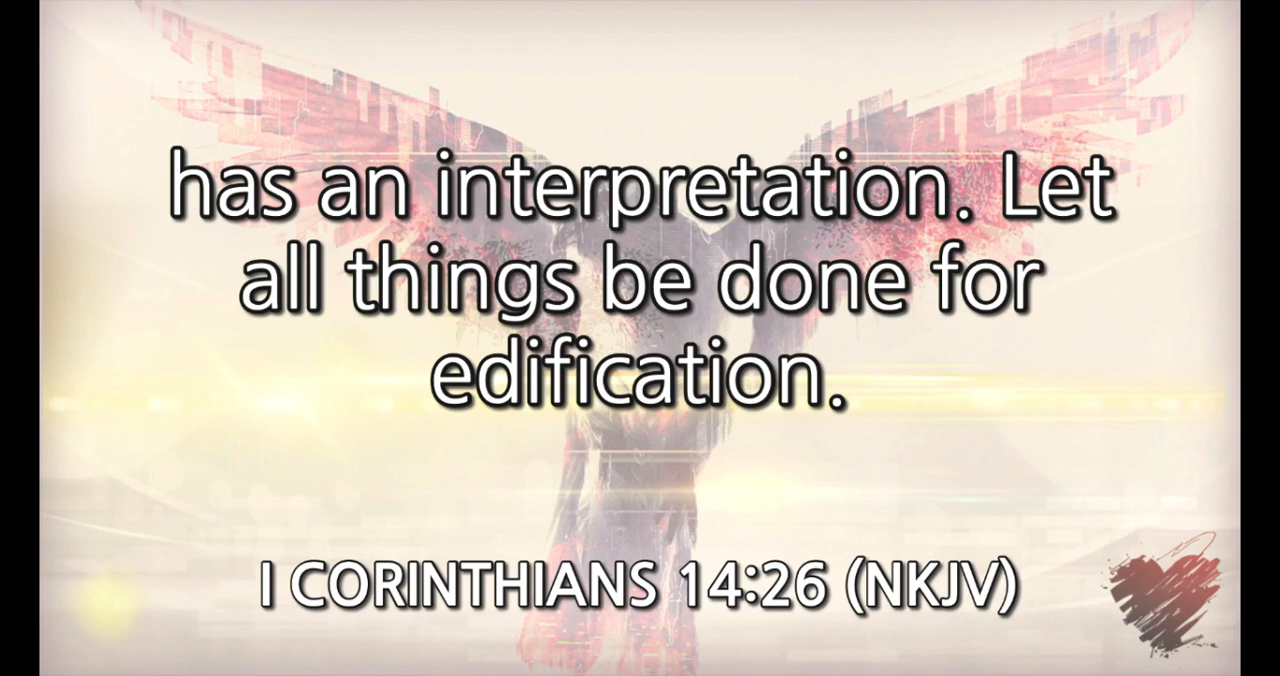 has an interpretation. Let
all things be done for
edification.
I CORINTHIANS 14:26 (NKJV)